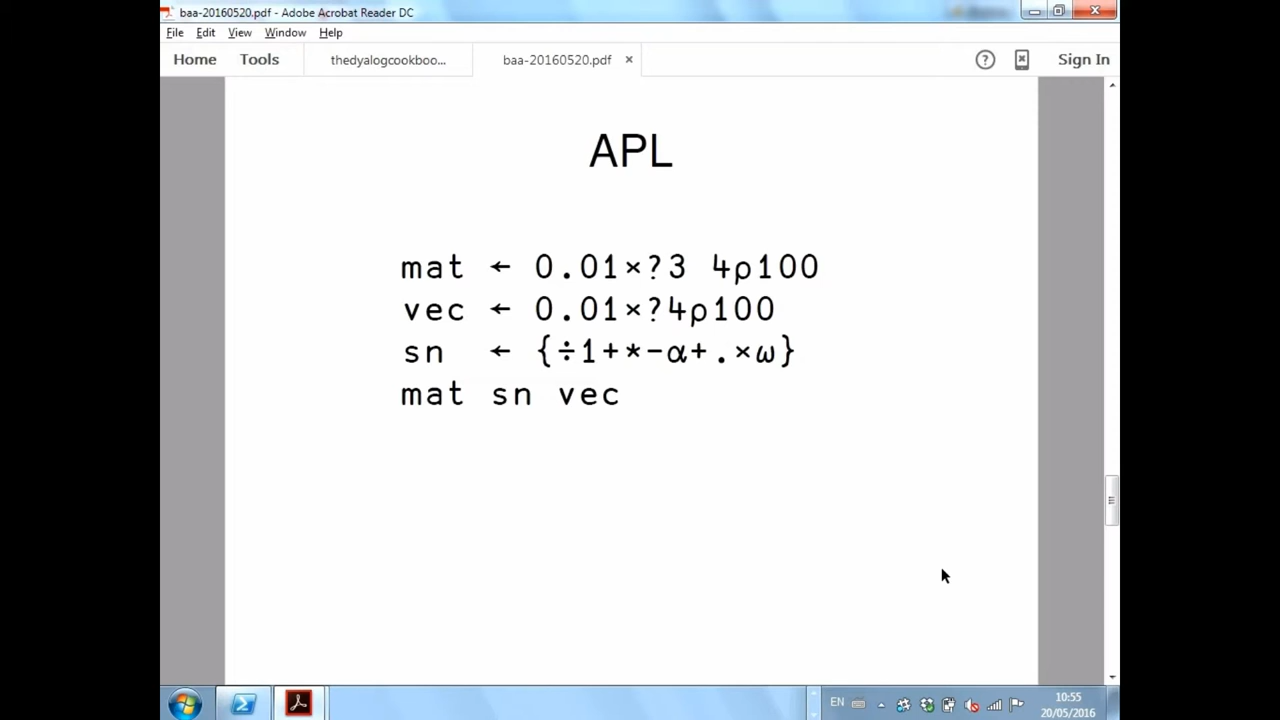 baa-20160520.pdf - Adobe Acrobat Reader DC
File Edit View Window Help
Home Tools thedyalogcookboo... baa-20160520.pdf × ? Sign In
APL
mat ← 0.01×?3 4⍴100
vec ← 0.01×?4⍴100
sn ← {÷1+*-⍺+.×⍵}
mat sn vec
EN 10:55
20/05/2016